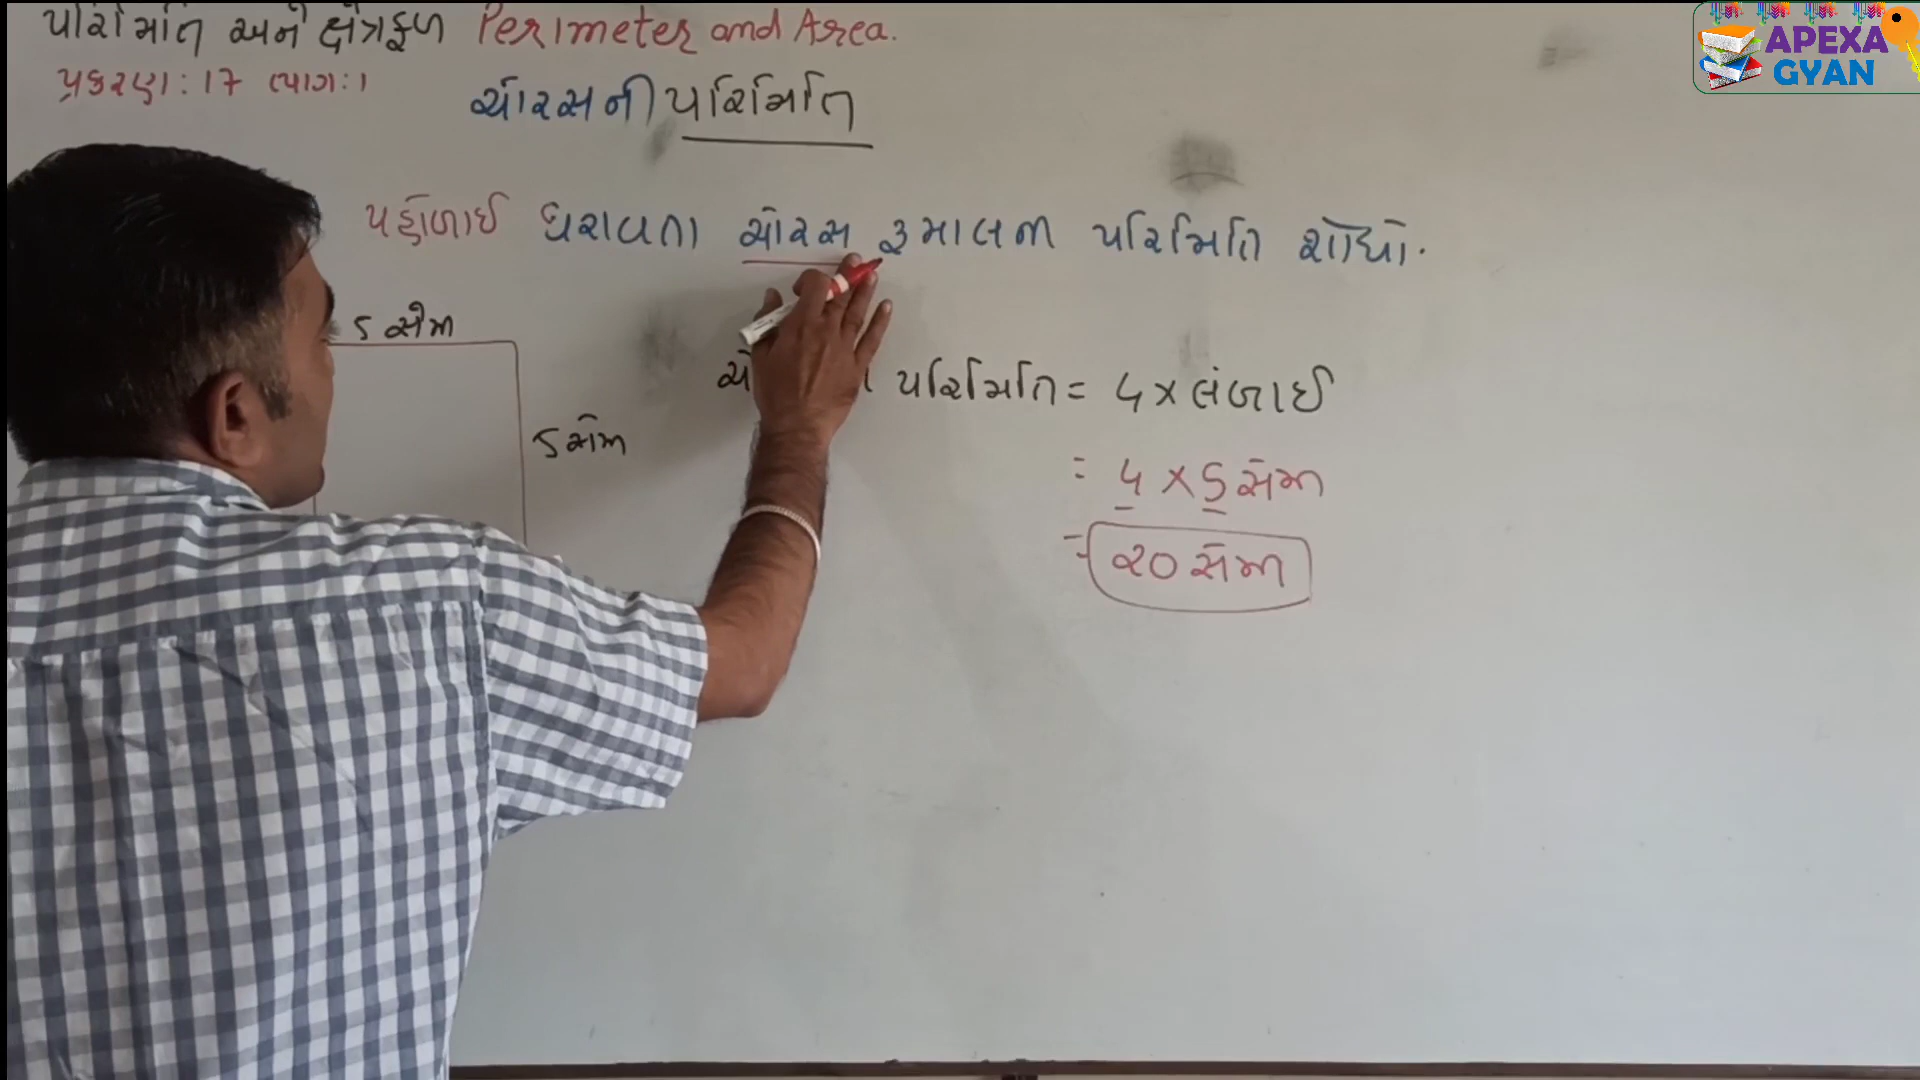 પરિમિતિ અને ક્ષેત્રફળ Perimeter and Area.
પ્રકરણ: 17 ભાગ: 1
ચોરસની પરિમિતિ
પહોળાઈ ધરાવતા ચોરસ રૂમાલની પરિમિતિ શોધો.
5 સેમી
5 સેમી
પરિમિતિ = 4 × લંબાઈ
= 4 × 5 સેમી
= 20 સેમી
APEXA
GYAN